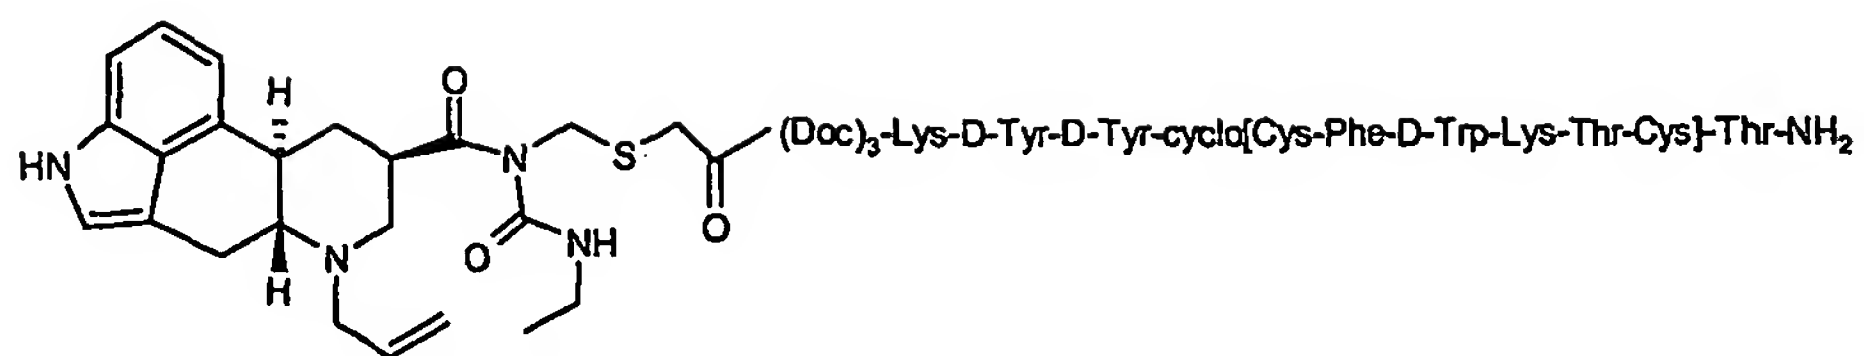 H
O
(Doc)3-Lys-D-Tyr-D-Tyr-cyclo[Cys-Phe-D-Trp-Lys-Thr-Cys]-Thr-NH2
HN
N
S
O
O
NH
N
H